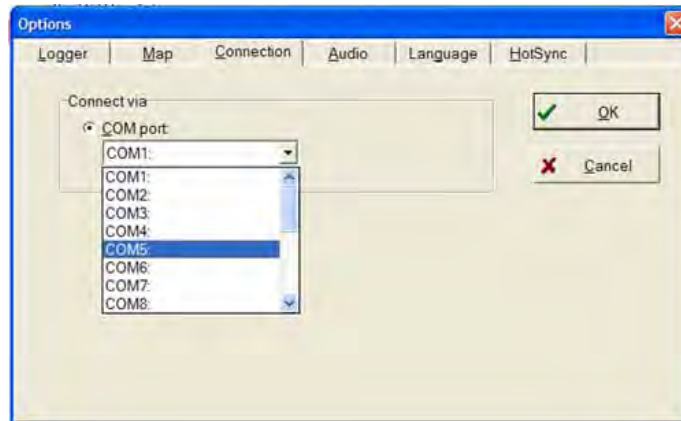 Options
Logger Map Connection Audio Language HotSync
Connect via
COM port:
COM1:
COM1:
COM2:
COM3:
COM4:
COM5:
COM6:
COM7:
COM8:
OK
Cancel